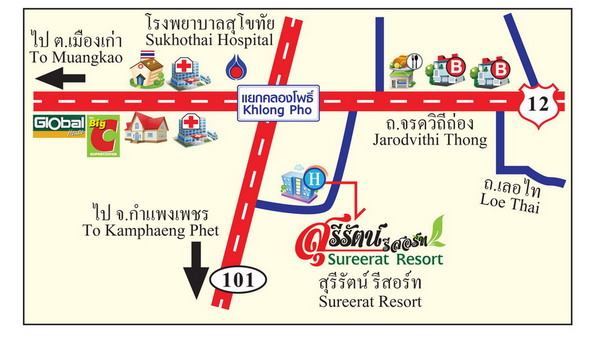 ไป ต.เมืองเก่า
To Muangkao
โรงพยาบาลสุโขทัย
Sukhothai Hospital
B
B
แยกคลองโพธิ์
Khlong Pho
12
Global
Big
C
ถ.จรดวิถีถ่อง
Jarodvithi Thong
H
ถ.เลอไท
Loe Thai
ไป จ.กำแพงเพชร
To Kamphaeng Phet
สุรีรัตน์ รีสอร์ท
Sureerat Resort
101
สุรีรัตน์ รีสอร์ท
Sureerat Resort